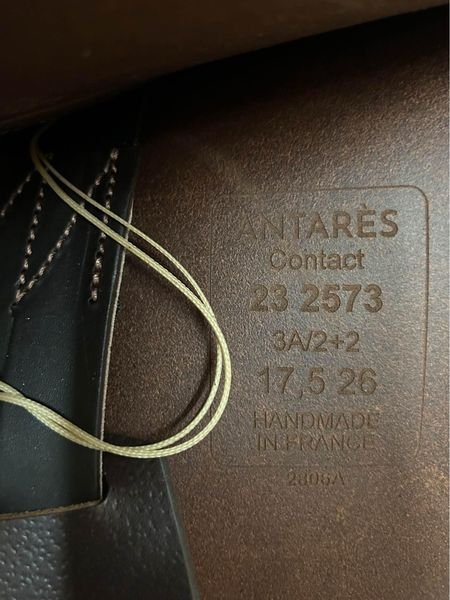 ANTARÈS
Contact
23 2573
3A/2+2
17,5 26
HANDMADE
IN FRANCE
2806A